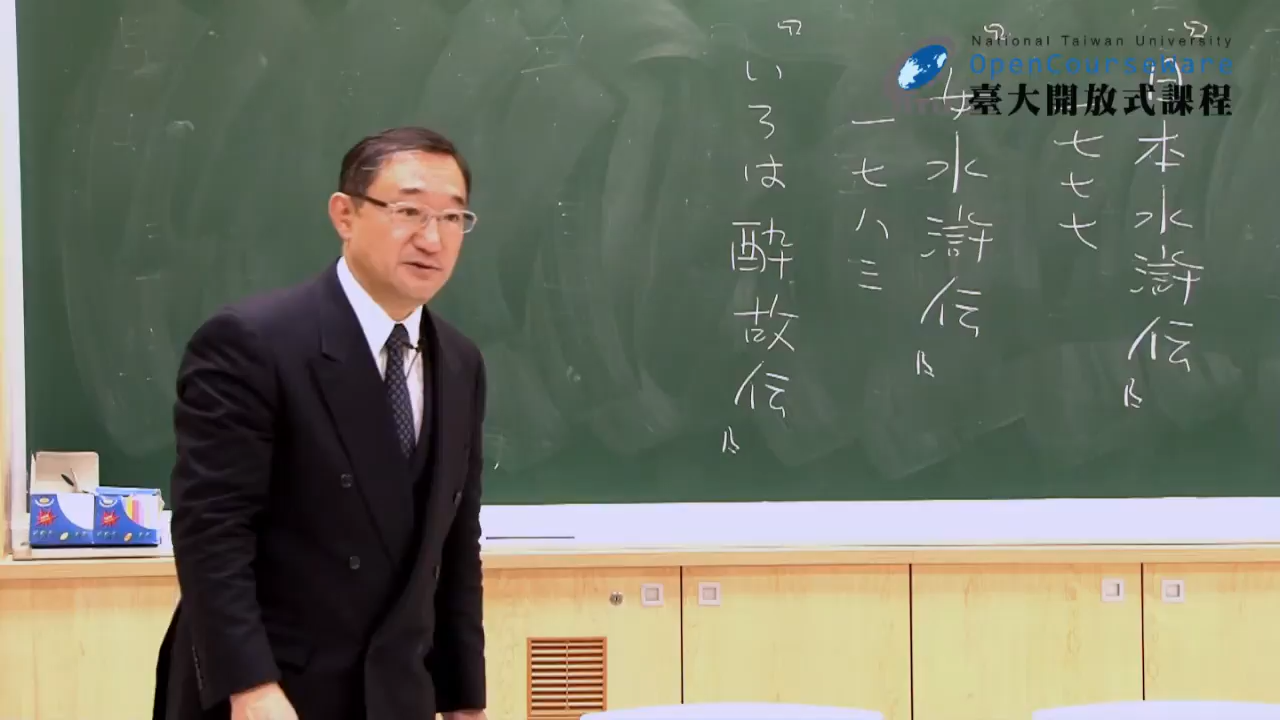 『日本水滸伝』
七七七
『女水滸伝』
一七八三
『いろは酔故伝』
National Taiwan University
OpenCourseWare
臺大開放式課程